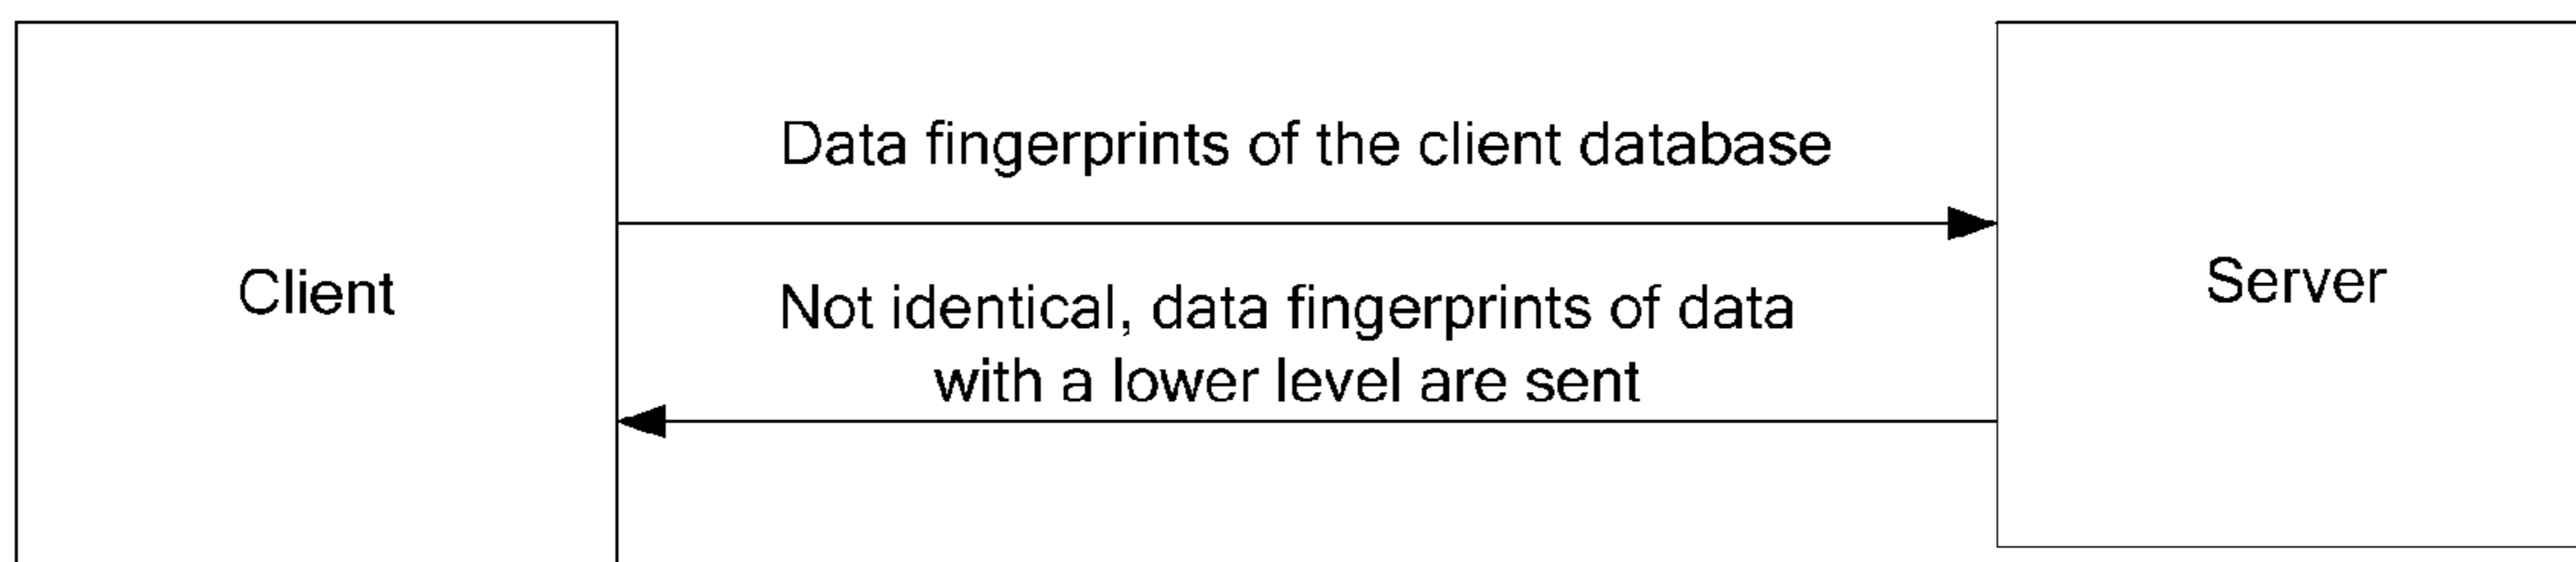 Data fingerprints of the client database
Client
Server
Not identical, data fingerprints of data
with a lower level are sent